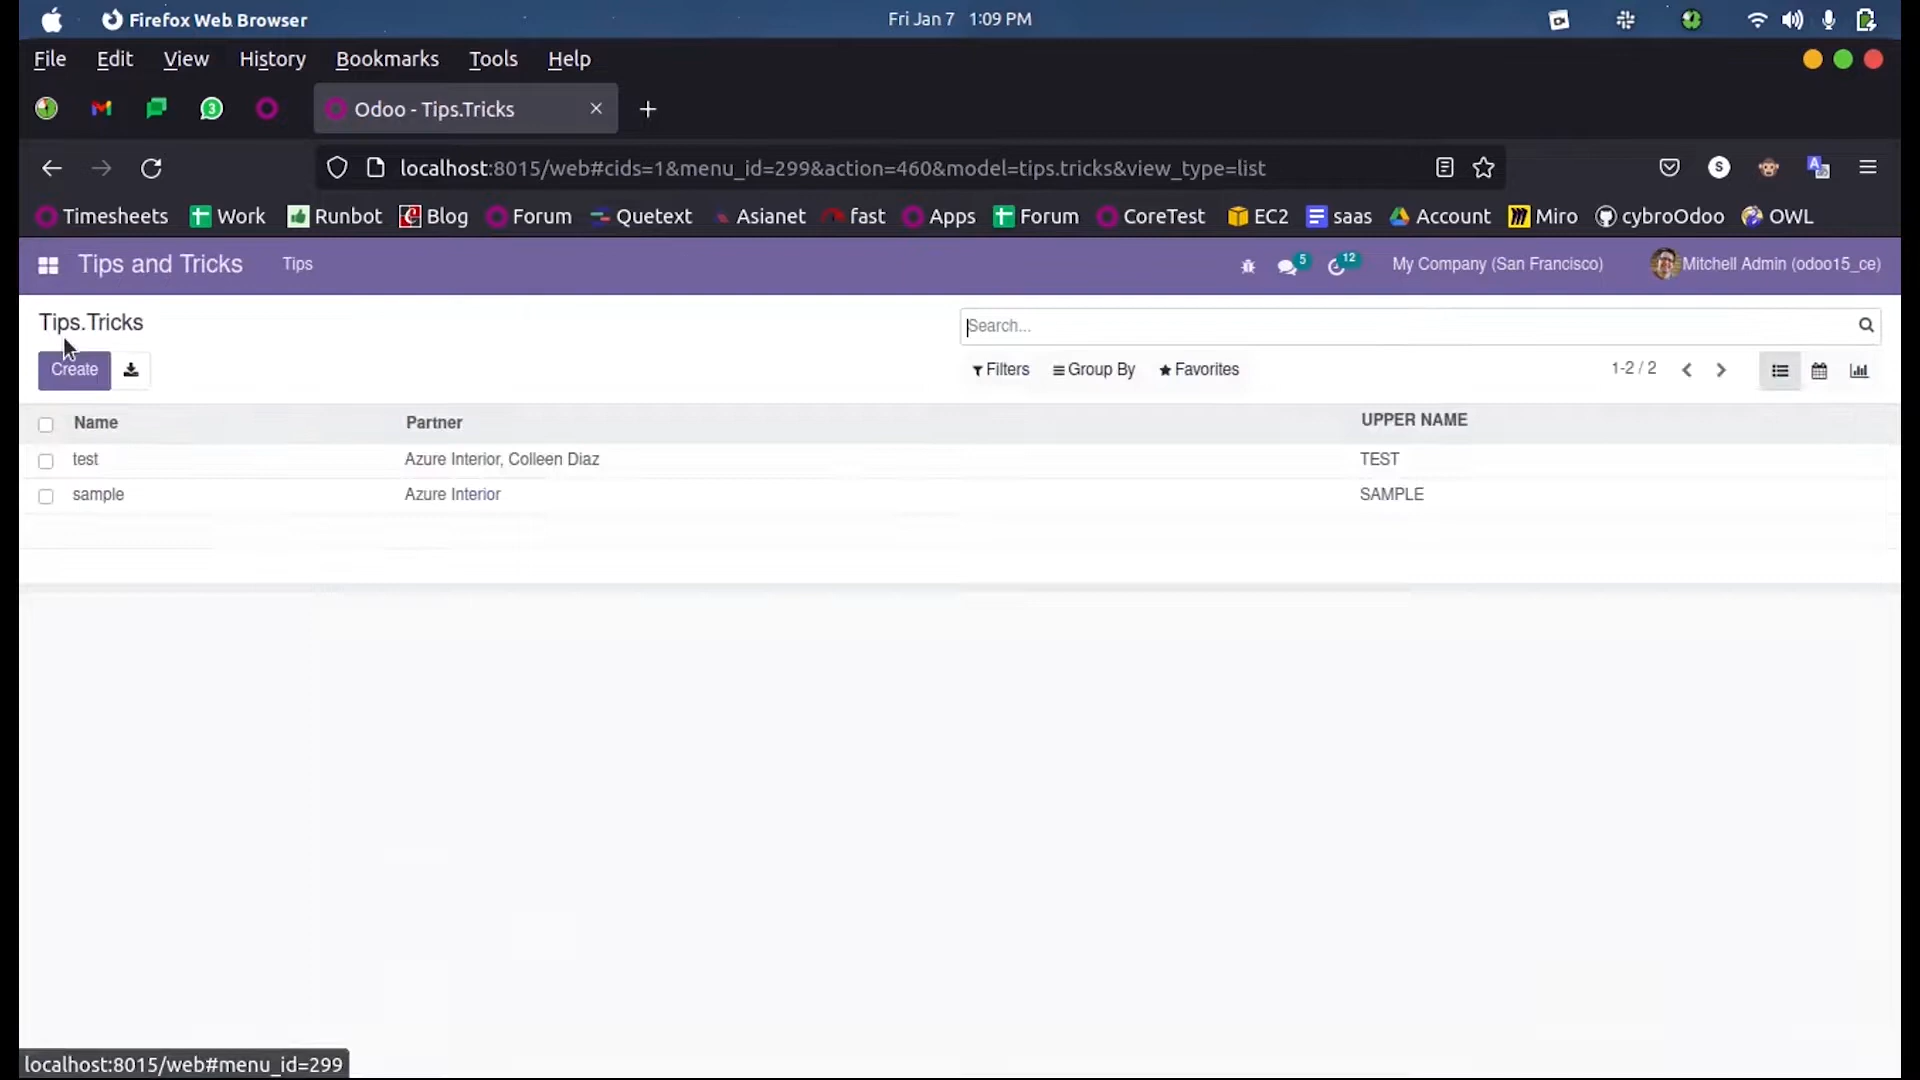 Firefox Web Browser Fri Jan 7 1:09 PM
File Edit View History Bookmarks Tools Help
3 Odoo - Tips.Tricks
localhost:8015/web#cids=1&menu_id=299&action=460&model=tips.tricks&view_type=list S A
Timesheets Work Runbot Blog Forum Quetext Asianet fast Apps Forum CoreTest EC2 saas Account Miro cybroOdoo OWL
Tips and Tricks Tips 5 12 My Company (San Francisco) Mitchell Admin (odoo15_ce)
Tips.Tricks Search...
Create Filters Group By Favorites 1-2 / 2
Name Partner UPPER NAME
test Azure Interior, Colleen Diaz TEST
sample Azure Interior SAMPLE
localhost:8015/web#menu_id=299